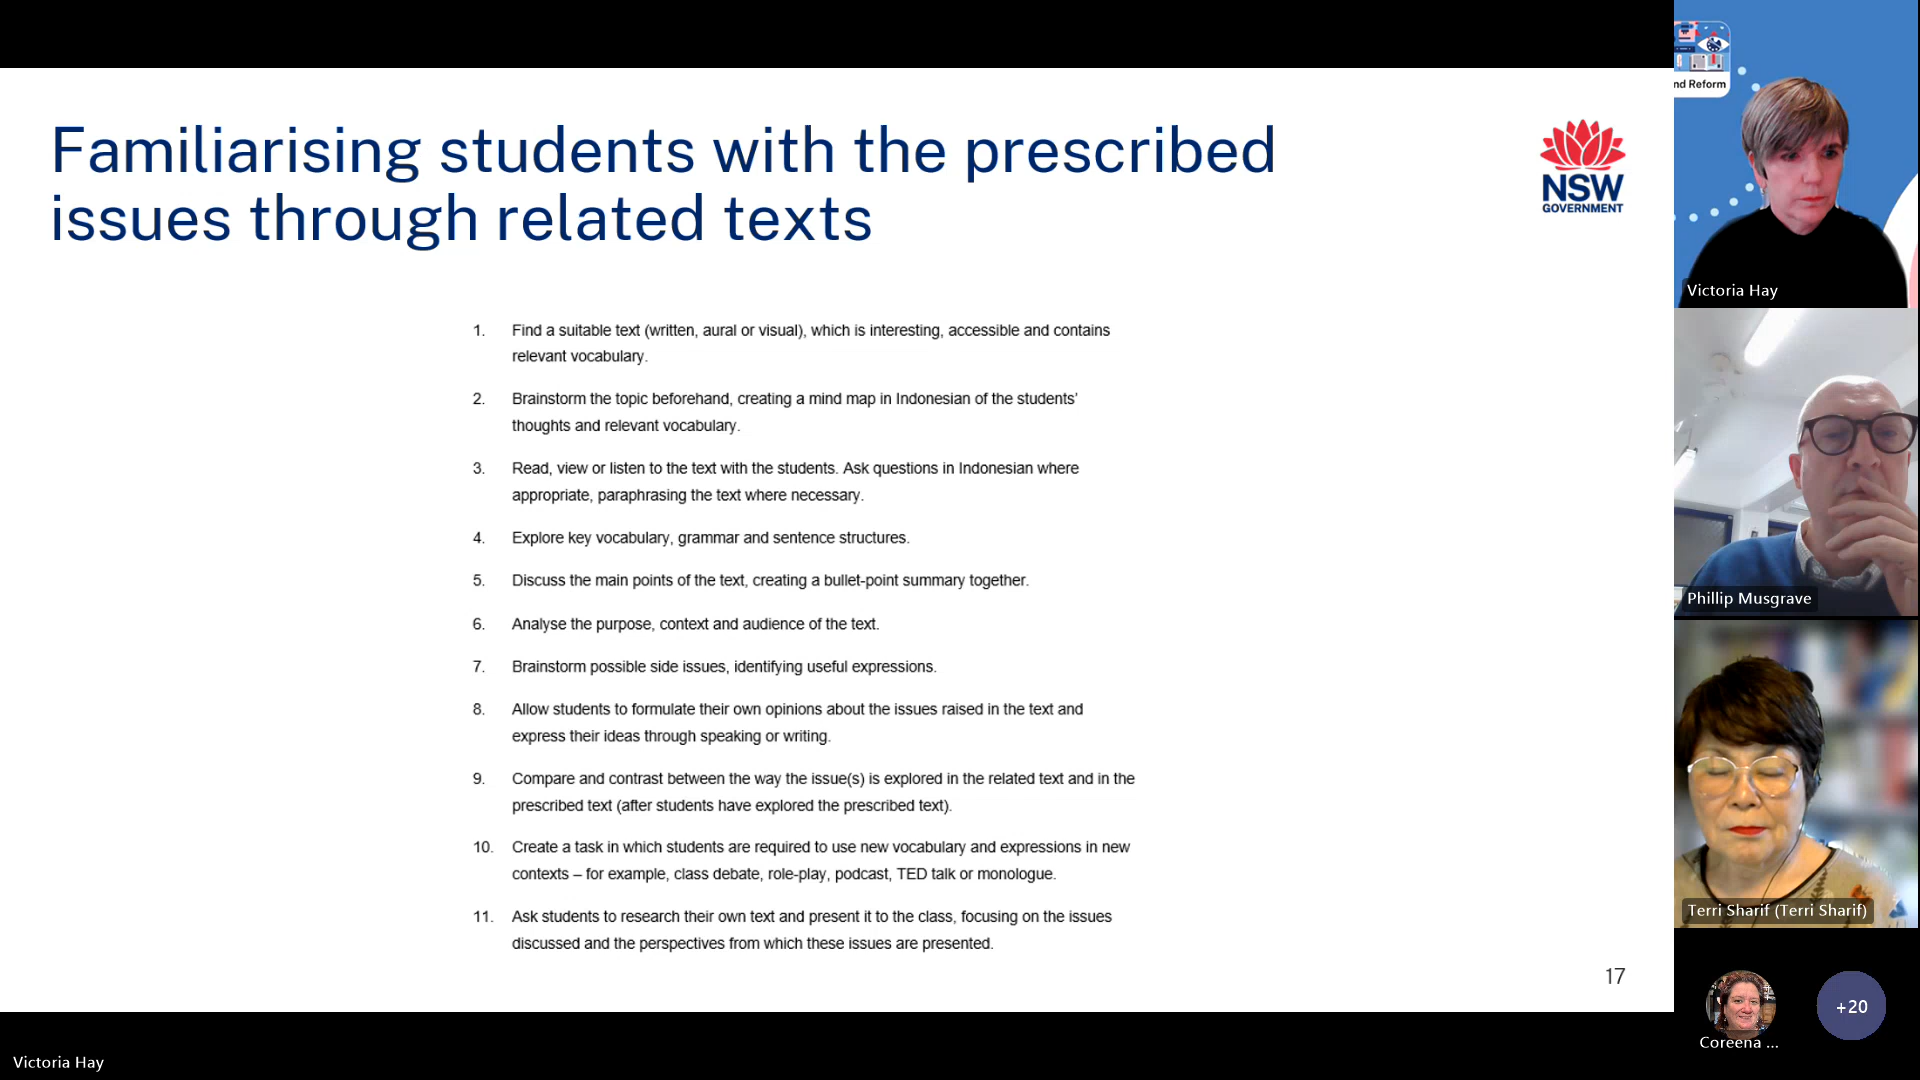 Familiarising students with the prescribed
issues through related texts
NSW
GOVERNMENT
1. Find a suitable text (written, aural or visual), which is interesting, accessible and contains
relevant vocabulary.
2. Brainstorm the topic beforehand, creating a mind map in Indonesian of the students’
thoughts and relevant vocabulary.
3. Read, view or listen to the text with the students. Ask questions in Indonesian where
appropriate, paraphrasing the text where necessary.
4. Explore key vocabulary, grammar and sentence structures.
5. Discuss the main points of the text, creating a bullet-point summary together.
6. Analyse the purpose, context and audience of the text.
7. Brainstorm possible side issues, identifying useful expressions.
8. Allow students to formulate their own opinions about the issues raised in the text and
express their ideas through speaking or writing.
9. Compare and contrast between the way the issue(s) is explored in the related text and in the
prescribed text (after students have explored the prescribed text).
10. Create a task in which students are required to use new vocabulary and expressions in new
contexts – for example, class debate, role-play, podcast, TED talk or monologue.
11. Ask students to research their own text and present it to the class, focusing on the issues
discussed and the perspectives from which these issues are presented.
17
Victoria Hay
nd Reform
Victoria Hay
Phillip Musgrave
Terri Sharif (Terri Sharif)
Coreena ...
+20